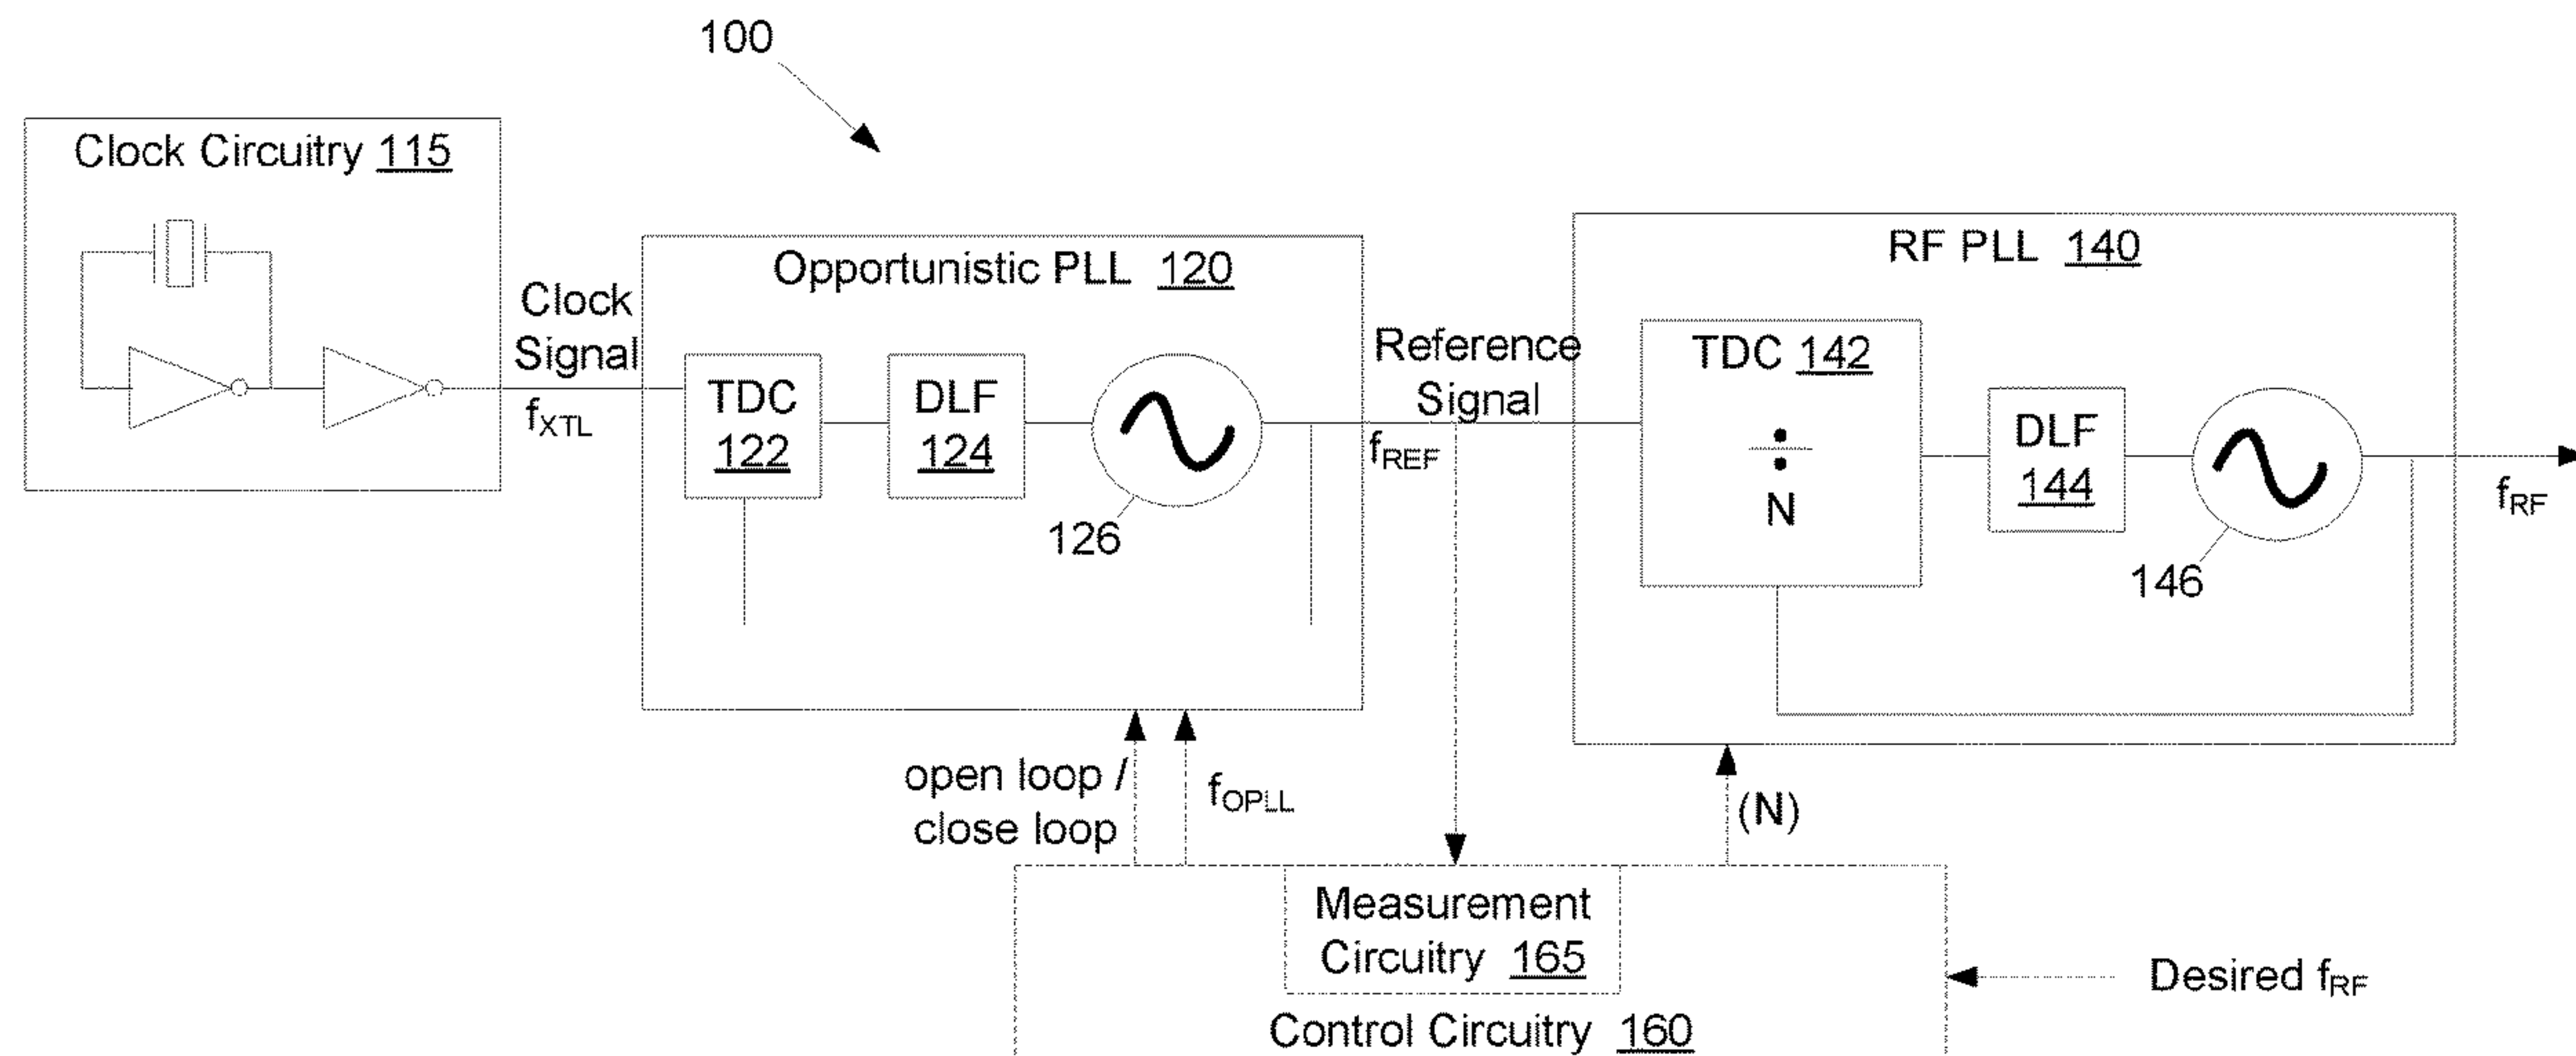 100
Clock Circuitry 115
Clock
Signal
fXTL
Opportunistic PLL 120
TDC
122
DLF
124
126
Reference
Signal
fREF
RF PLL 140
TDC 142
÷
N
DLF
144
146
fRF
open loop /
close loop
fOPLL
(N)
Measurement
Circuitry 165
Control Circuitry 160
Desired fRF